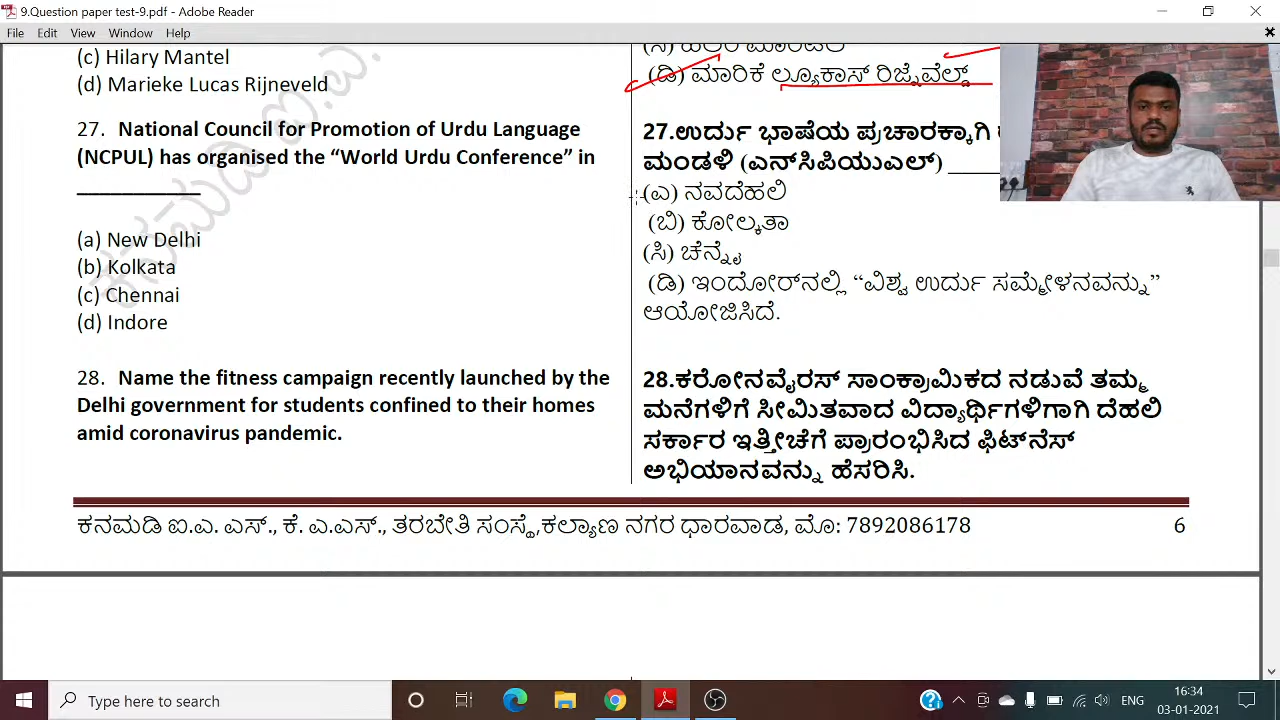 9.Question paper test-9.pdf - Adobe Reader
File Edit View Window Help
(c) Hilary Mantel
(d) Marieke Lucas Rijneveld
27. National Council for Promotion of Urdu Language
(NCPUL) has organised the “World Urdu Conference” in
____________
(a) New Delhi
(b) Kolkata
(c) Chennai
(d) Indore
28. Name the fitness campaign recently launched by the
Delhi government for students confined to their homes
amid coronavirus pandemic.
(ಡಿ) ಮಾರಿಕೆ ಲ್ಯೂಕಾಸ್ ರಿಜ್ನೆವೆಲ್ಡ್
27.ಉರ್ದು ಭಾಷೆಯ ಪ್ರಚಾರಕ್ಕಾಗಿ
ಮಂಡಳಿ (ಎನ್‌ಸಿಪಿಯುಎಲ್) _____
(ಎ) ನವದೆಹಲಿ
(ಬಿ) ಕೋಲ್ಕತಾ
(ಸಿ) ಚೆನ್ನೈ
(ಡಿ) ಇಂದೋರ್‌ನಲ್ಲಿ “ವಿಶ್ವ ಉರ್ದು ಸಮ್ಮೇಳನವನ್ನು”
ಆಯೋಜಿಸಿದೆ.
28.ಕರೋನವೈರಸ್ ಸಾಂಕ್ರಾಮಿಕದ ನಡುವೆ ತಮ್ಮ
ಮನೆಗಳಿಗೆ ಸೀಮಿತವಾದ ವಿದ್ಯಾರ್ಥಿಗಳಿಗಾಗಿ ದೆಹಲಿ
ಸರ್ಕಾರ ಇತ್ತೀಚೆಗೆ ಪ್ರಾರಂಭಿಸಿದ ಫಿಟ್‌ನೆಸ್
ಅಭಿಯಾನವನ್ನು ಹೆಸರಿಸಿ.
ಕನಮಡಿ ಐ.ಎ. ಎಸ್., ಕೆ. ಎ.ಎಸ್., ತರಬೇತಿ ಸಂಸ್ಥೆ,ಕಲ್ಯಾಣ ನಗರ ಧಾರವಾಡ, ಮೊ: 7892086178 6
Type here to search
ENG
16:34
03-01-2021